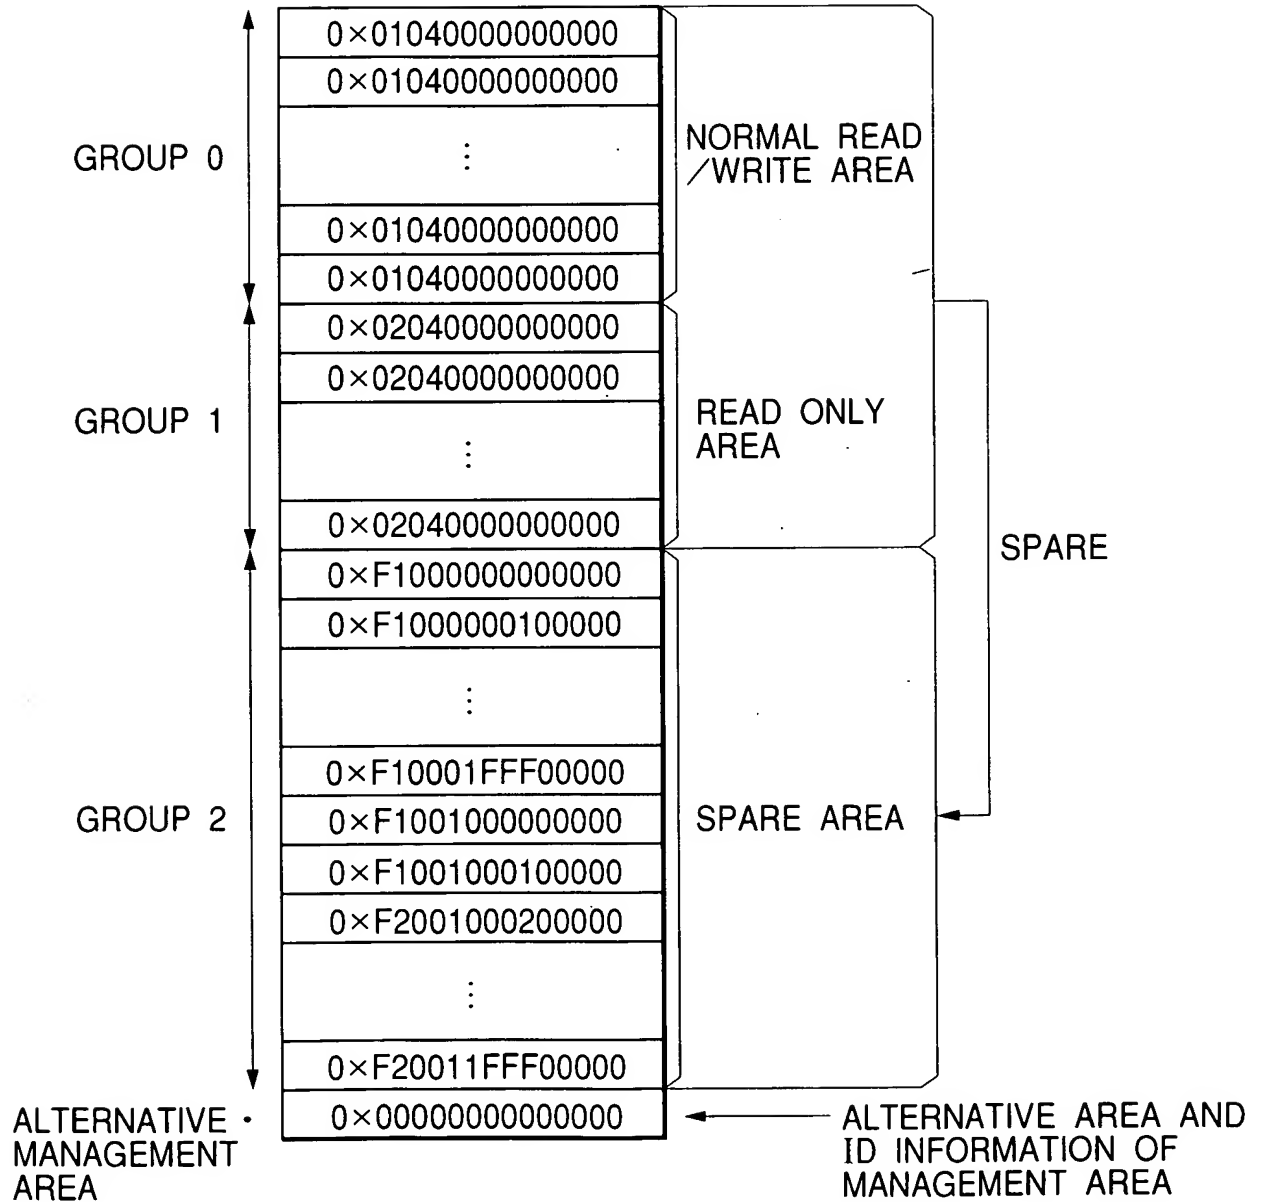 0×01040000000000
0×01040000000000
⋮
NORMAL READ
/WRITE AREA
GROUP 0
0×01040000000000
0×01040000000000
0×02040000000000
0×02040000000000
GROUP 1
READ ONLY
AREA
⋮
0×02040000000000
SPARE
0×F1000000000000
0×F1000000100000
⋮
0×F10001FFF00000
GROUP 2
0×F1001000000000
SPARE AREA
0×F1001000100000
0×F2001000200000
⋮
0×F20011FFF00000
0×00000000000000
ALTERNATIVE
MANAGEMENT
AREA
ALTERNATIVE AREA AND
ID INFORMATION OF
MANAGEMENT AREA